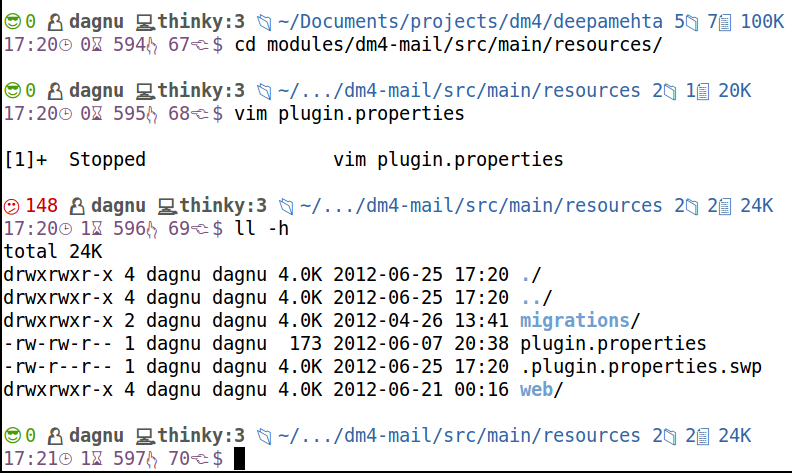 😎0 dagnu 💻thinky:3 ~/Documents/projects/dm4/deepamehta 5 7 100K
17:20 0⌛ 594 67$ cd modules/dm4-mail/src/main/resources/
😎0 dagnu 💻thinky:3 ~/.../dm4-mail/src/main/resources 2 1 20K
17:20 0⌛ 595 68$ vim plugin.properties
[1]+  Stopped                 vim plugin.properties
148 dagnu 💻thinky:3 ~/.../dm4-mail/src/main/resources 2 2 24K
17:20 1⌛ 596 69$ ll -h
total 24K
drwxrwxr-x 4 dagnu dagnu 4.0K 2012-06-25 17:20 ./
drwxrwxr-x 4 dagnu dagnu 4.0K 2012-06-25 17:20 ../
drwxrwxr-x 2 dagnu dagnu 4.0K 2012-04-26 13:41 migrations/
-rw-rw-r-- 1 dagnu dagnu  173 2012-06-07 20:38 plugin.properties
-rw-r--r-- 1 dagnu dagnu 4.0K 2012-06-25 17:20 .plugin.properties.swp
drwxrwxr-x 4 dagnu dagnu 4.0K 2012-06-21 00:16 web/
😎0 dagnu 💻thinky:3 ~/.../dm4-mail/src/main/resources 2 2 24K
17:21 1⌛ 597 70$